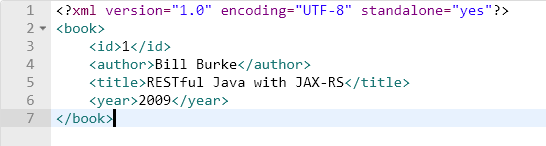 1 <?xml version="1.0" encoding="UTF-8" standalone="yes"?>
2 <book>
3     <id>1</id>
4     <author>Bill Burke</author>
5     <title>RESTful Java with JAX-RS</title>
6     <year>2009</year>
7 </book>